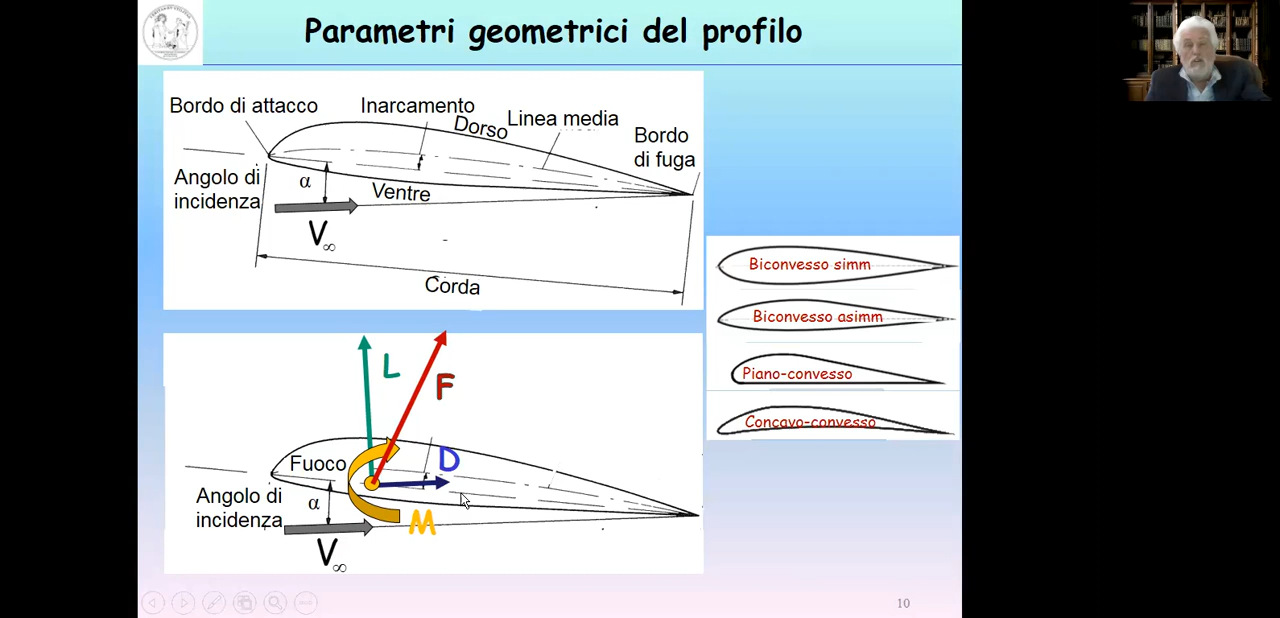 Parametri geometrici del profilo
Bordo di attacco
Inarcamento
Dorso
Linea media
Bordo
di fuga
Angolo di
incidenza
α
Ventre
V∞
Corda
L
F
Fuoco
D
Angolo di
incidenza
α
M
V∞
Biconvesso simm
Biconvesso asimm
Piano-convesso
Concavo-convesso
10